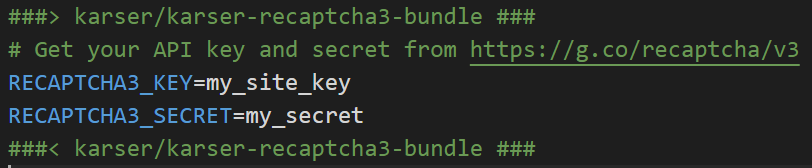 ###> karser/karser-recaptcha3-bundle ###
# Get your API key and secret from https://g.co/recaptcha/v3
RECAPTCHA3_KEY=my_site_key
RECAPTCHA3_SECRET=my_secret
###< karser/karser-recaptcha3-bundle ###